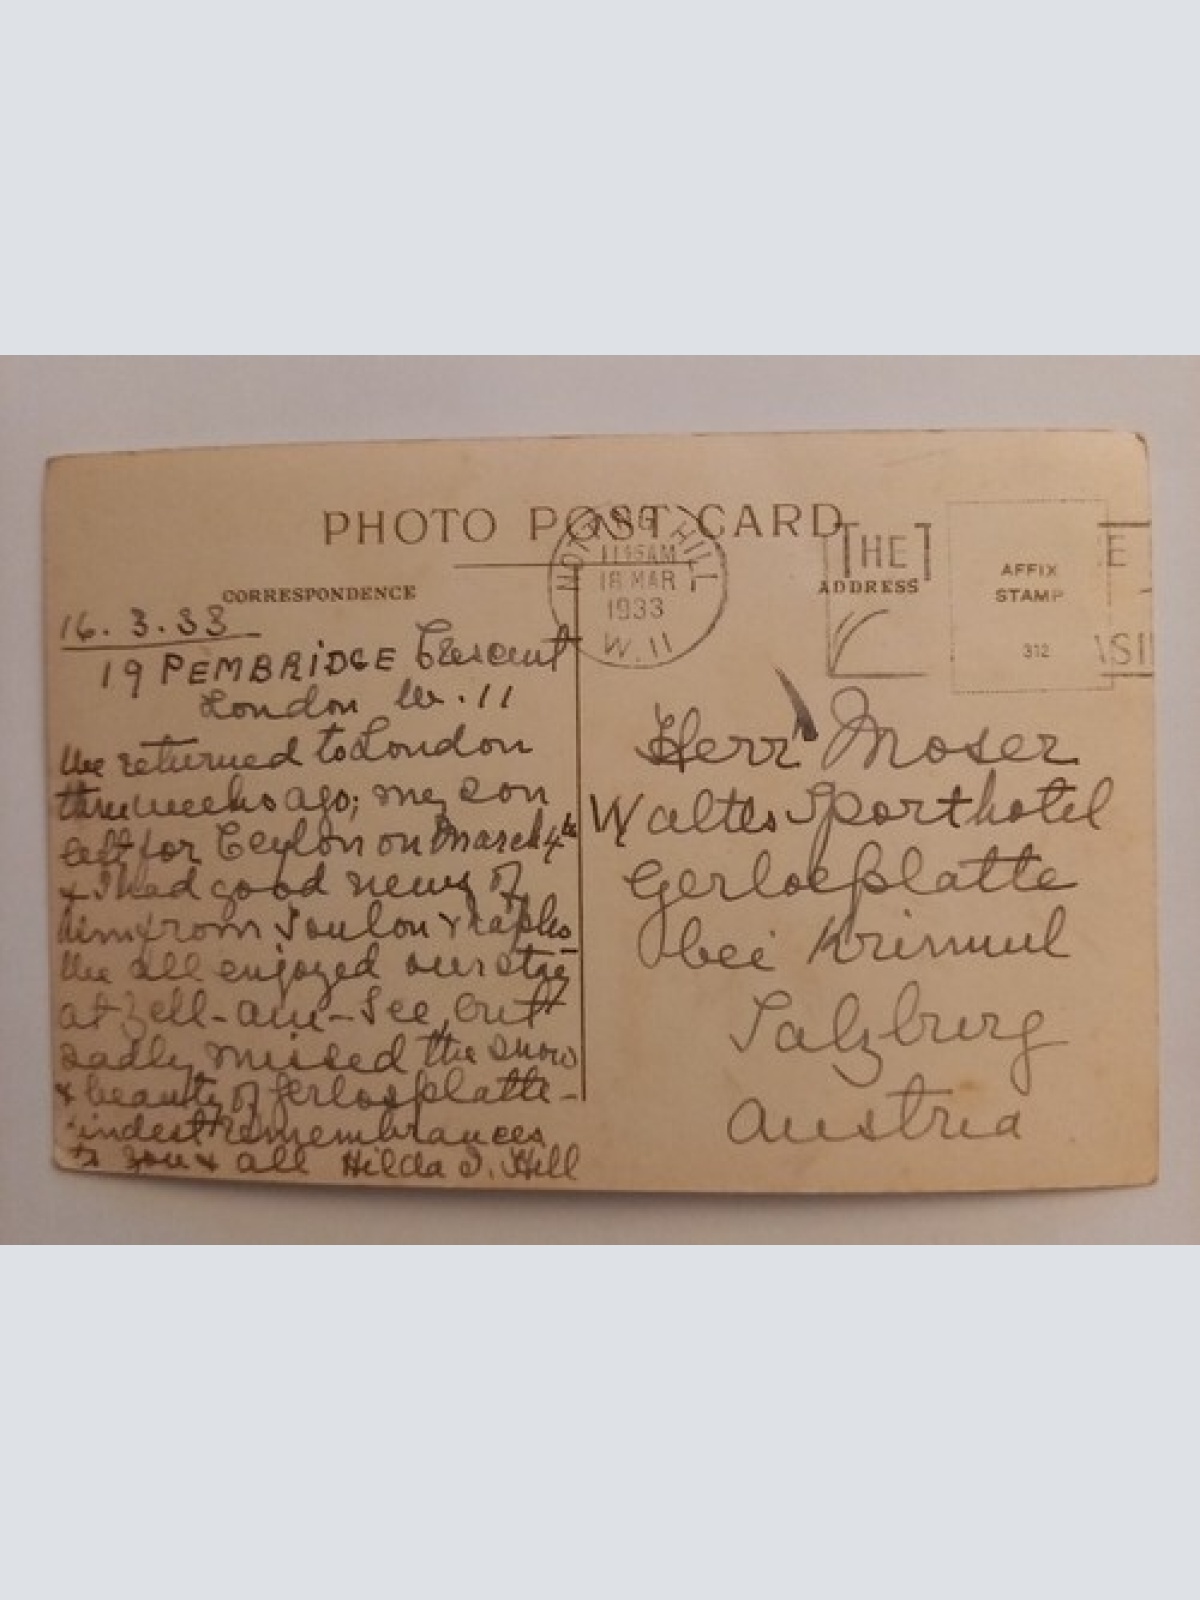 PHOTO POST CARD
NOTTING HILL
11 15 AM
18 MAR
1933
W. 11
THE
E
ASI
CORRESPONDENCE
ADDRESS
AFFIX
STAMP
312
16. 3. 33
19 PEMBRIDGE Crescent
London W. 11
We returned to London
three weeks ago; my son
left for Ceylon on March 4th
& I had good news of
him from Toulon & Naples
We all enjoyed our stay
at Zell-am-See, but
sadly missed the snow
& beauty of Gerlosplatte -
Kindest remembrances
to you & all Hilda I. Hill
Herr Moser
Waltes Sporthotel
Gerlosplatte
bei Krimml
Salzburg
Austria